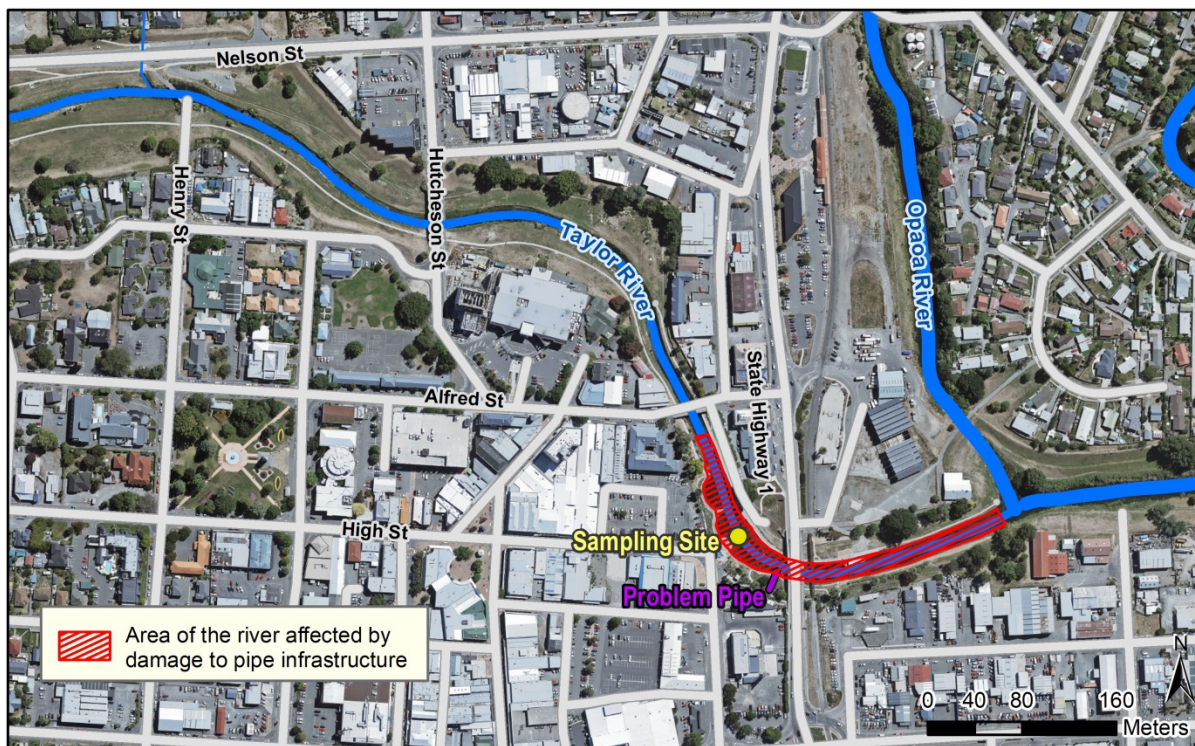 Nelson St
Henry St
Hutcheson St
Taylor River
Opaoa River
State Highway 1
Alfred St
High St
Sampling Site
Problem Pipe
Area of the river affected by
damage to pipe infrastructure
N
0 40 80 160
Meters